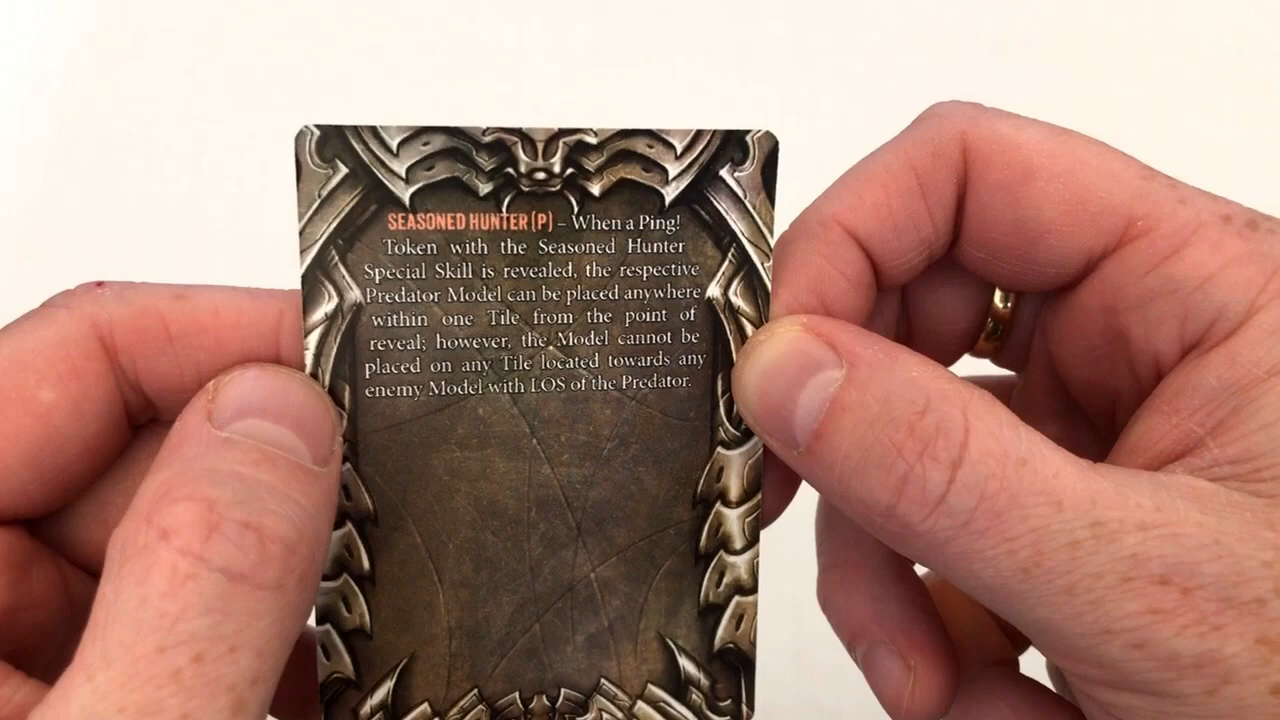 SEASONED HUNTER (P) – When a Ping!
Token with the Seasoned Hunter
Special Skill is revealed, the respective
Predator Model can be placed anywhere
within one Tile from the point of
reveal; however, the Model cannot be
placed on any Tile located towards any
enemy Model with LOS of the Predator.